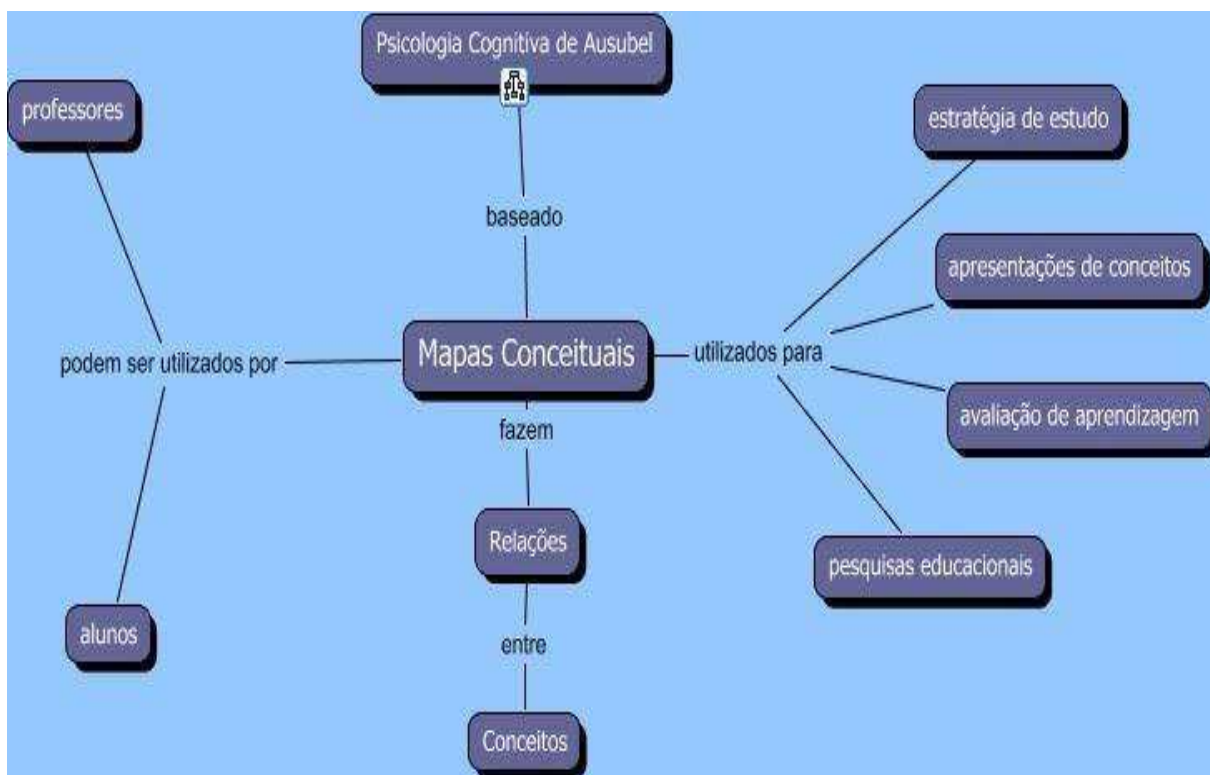 Psicologia Cognitiva de Ausubel
professores
estratégia de estudo
baseado
apresentações de conceitos
Mapas Conceituais
utilizados para
podem ser utilizados por
avaliação de aprendizagem
fazem
Relações
pesquisas educacionais
alunos
entre
Conceitos